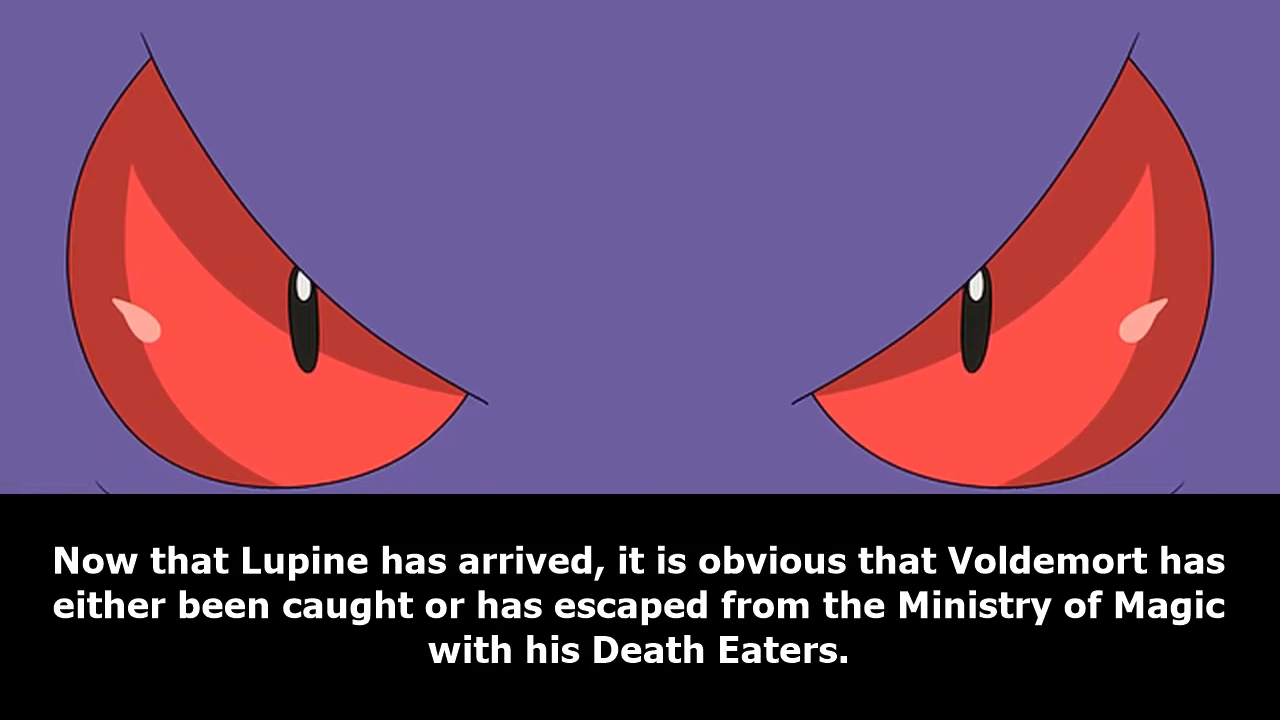 Now that Lupine has arrived, it is obvious that Voldemort has
either been caught or has escaped from the Ministry of Magic
with his Death Eaters.